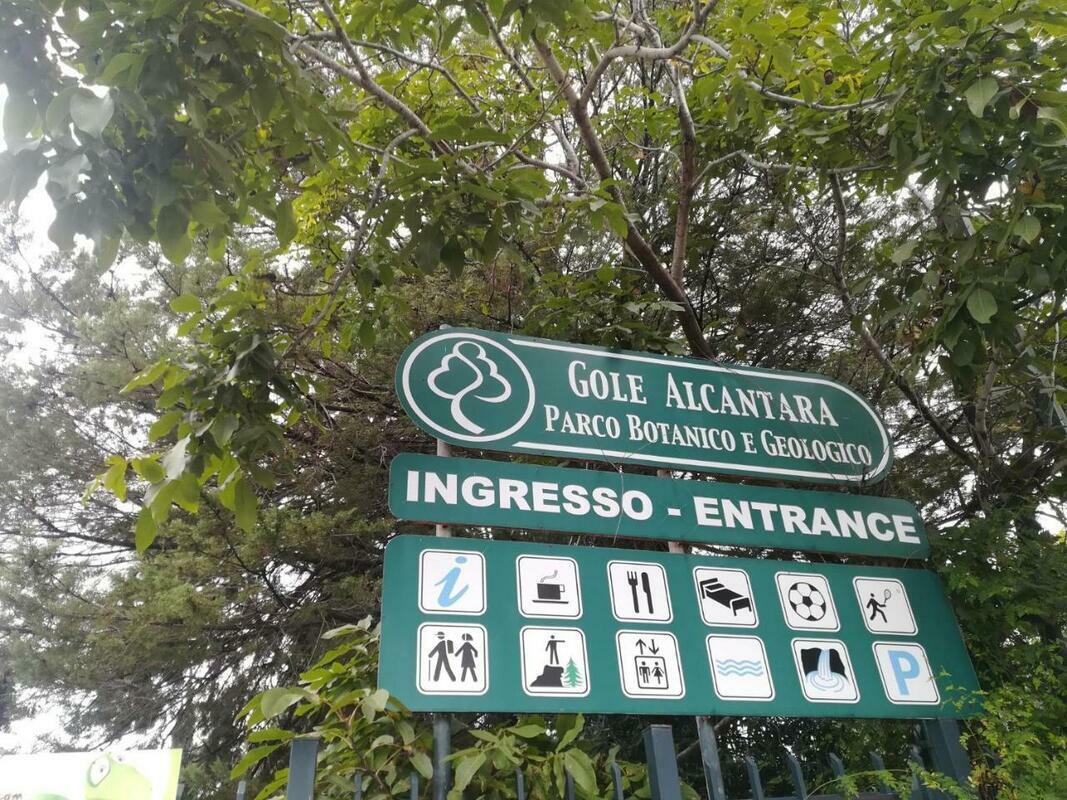 GOLE ALCANTARA
PARCO BOTANICO E GEOLOGICO
INGRESSO - ENTRANCE
i
P